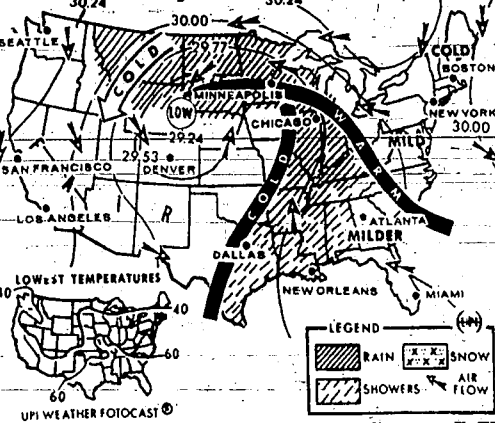 30.24
30.24
30.00
SEATTLE
COLD
29.77
COLD
BOSTON
MINNEAPOLIS
LOW
NEW YORK
CHICAGO
30.00
29.24
MILD
29.53
DENVER
SAN FRANCISCO
WARM
COLD
LOS ANGELES
R
ATLANTA
MILDER
DALLAS
LOWEST TEMPERATURES
NEW ORLEANS
MIAMI
40
40
60
60
LEGEND
UPI
RAIN
SNOW
SHOWERS
AIR
FLOW
UPI WEATHER FOTOCAST ®